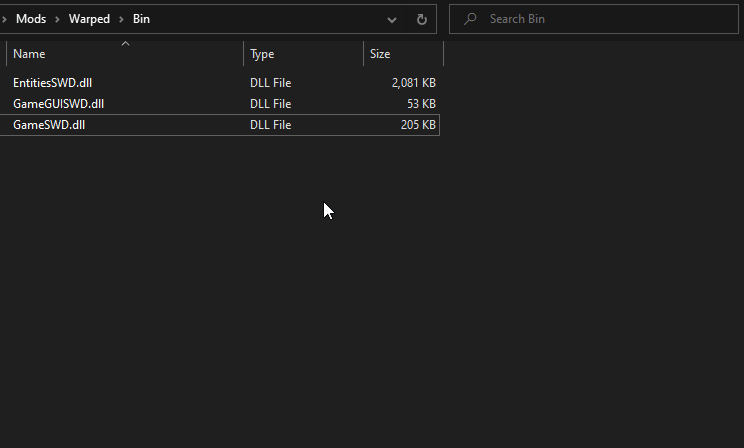 Mods > Warped > Bin
Search Bin
Name Type Size
EntitiesSWD.dll DLL File 2,081 KB
GameGUISWD.dll DLL File 53 KB
GameSWD.dll DLL File 205 KB